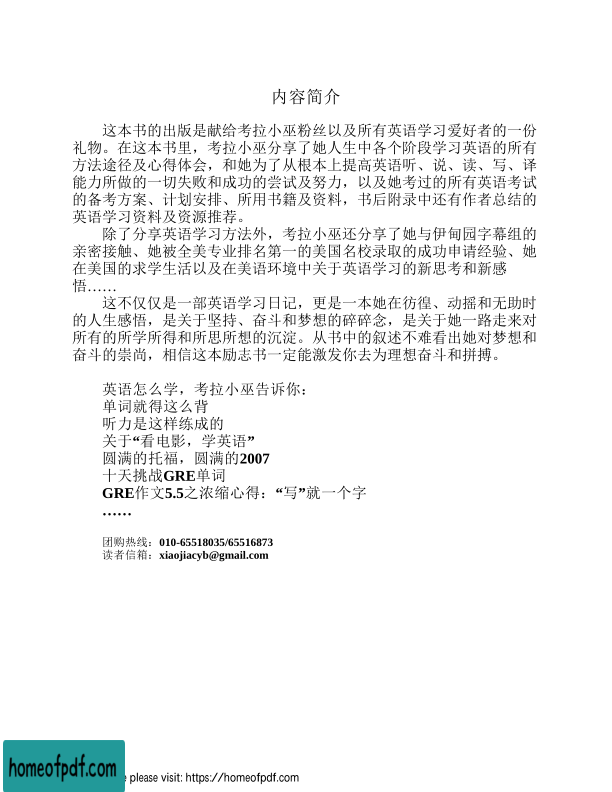 内容简介
这本书的出版是献给考拉小巫粉丝以及所有英语学习爱好者的一份
礼物。在这本书里，考拉小巫分享了她人生中各个阶段学习英语的所有
方法途径及心得体会，和她为了从根本上提高英语听、说、读、写、译
能力所做的一切失败和成功的尝试及努力，以及她考过的所有英语考试
的备考方案、计划安排、所用书籍及资料，书后附录中还有作者总结的
英语学习资料及资源推荐。
除了分享英语学习方法外，考拉小巫还分享了她与伊甸园字幕组的
亲密接触、她被全美专业排名第一的美国名校录取的成功申请经验、她
在美国的求学生活以及在美语环境中关于英语学习的新思考和新感
悟……
这不仅仅是一部英语学习日记，更是一本她在彷徨、动摇和无助时
的人生感悟，是关于坚持、奋斗和梦想的碎碎念，是关于她一路走来对
所有的所学所得和所思所想的沉淀。从书中的叙述不难看出她对梦想和
奋斗的崇尚，相信这本励志书一定能激发你去为理想奋斗和拼搏。
英语怎么学，考拉小巫告诉你：
单词就得这么背
听力是这样练成的
关于“看电影，学英语”
圆满的托福，圆满的2007
十天挑战GRE单词
GRE作文5.5之浓缩心得：“写”就一个字
……
团购热线：010-65518035/65516873
读者信箱：xiaojiacyb@gmail.com
homeofpdf.com
e please visit: https://homeofpdf.com